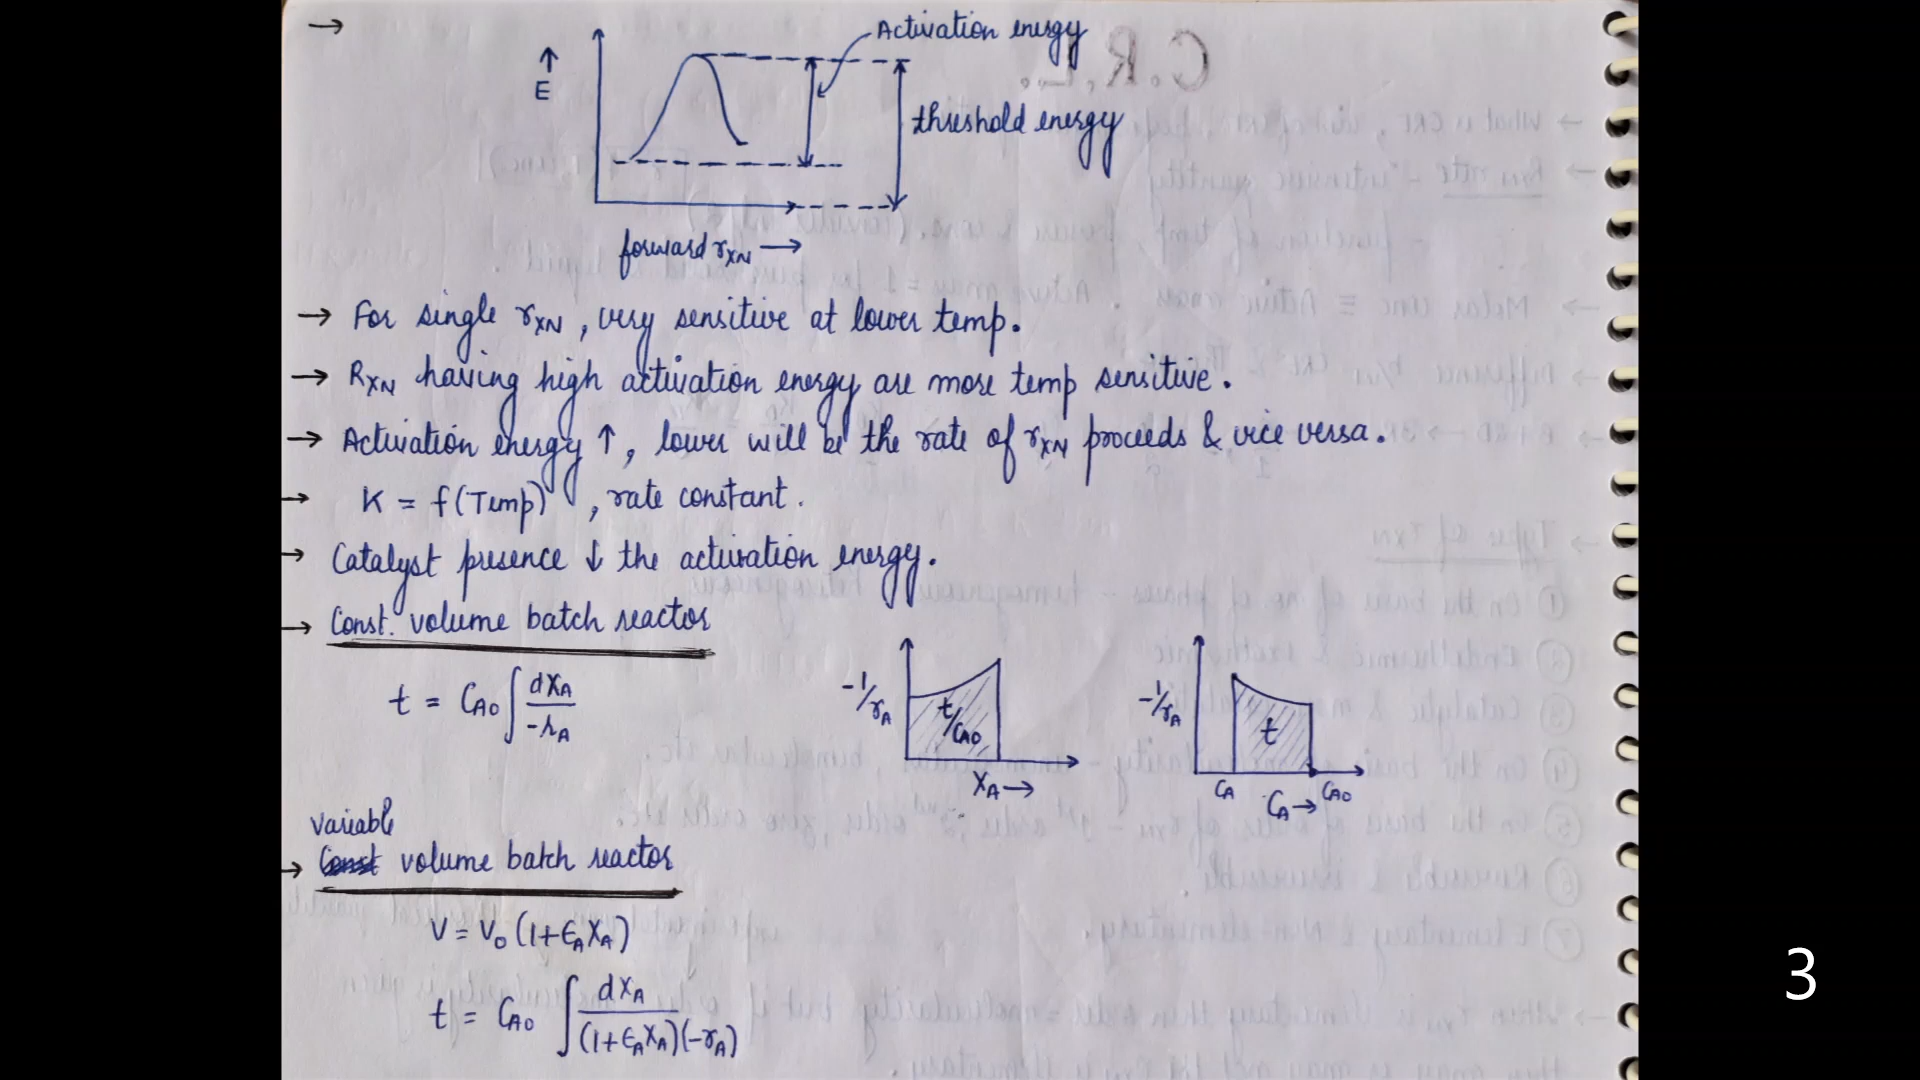 → Activation energy
↑
E
threshold energy
forward rxN →
→ For single rxN, very sensitive at lower temp.
→ RXN having high activation energy are more temp sensitive.
→ Activation energy ↑, lower will be the rate of rxN proceeds & vice versa.
→ K = f(Temp), rate constant.
→ Catalyst presence ↓ the activation energy.
→ Const. volume batch reactor
t = CA0 ∫ dXA / -rA
-1/rA
t/CA0
XA →
-1/rA
t
CA
CA →
CA0
Variable
→ volume batch reactor
V = V0 (1+ϵAXA)
t = CA0 ∫ dXA / (1+ϵAXA)(-rA)
3